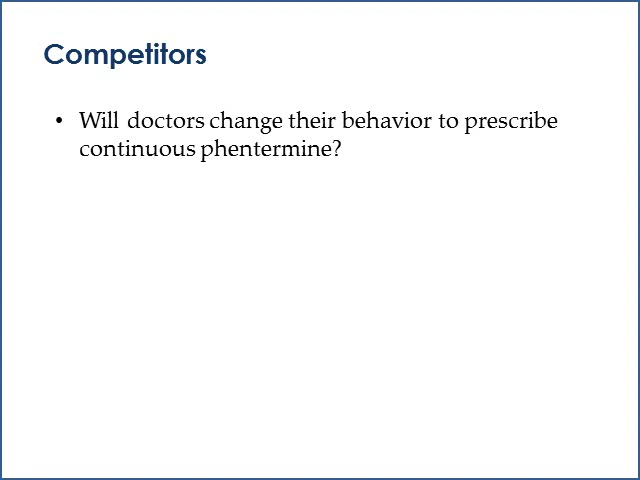 Competitors
• Will doctors change their behavior to prescribe
continuous phentermine?